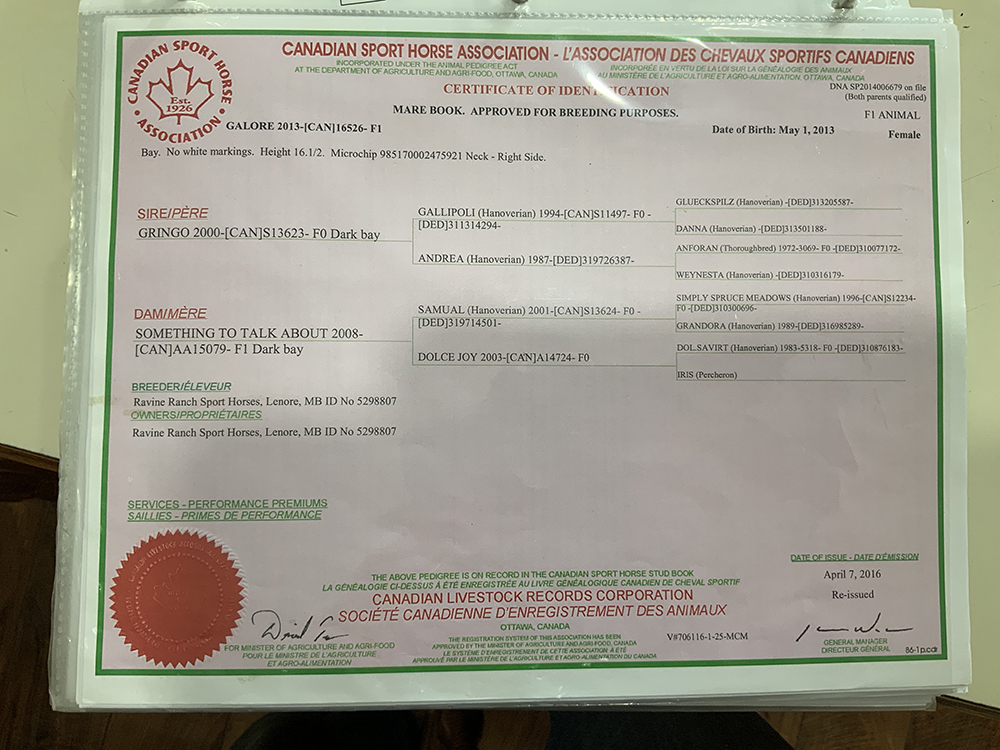 CANADIAN SPORT HORSE
Est.
1926
ASSOCIATION
CANADIAN SPORT HORSE ASSOCIATION - L'ASSOCIATION DES CHEVAUX SPORTIFS CANADIENS
INCORPORATED UNDER THE ANIMAL PEDIGREE ACT
AT THE DEPARTMENT OF AGRICULTURE AND AGRI-FOOD, OTTAWA, CANADA
INCORPORÉE EN VERTU DE LA LOI SUR LA GÉNÉALOGIE DES ANIMAUX
AU MINISTÈRE DE L'AGRICULTURE ET AGRO-ALIMENTATION, OTTAWA, CANADA
CERTIFICATE OF IDENTIFICATION
DNA SP2014006679 on file
(Both parents qualified)
MARE BOOK. APPROVED FOR BREEDING PURPOSES.
F1 ANIMAL
GALORE 2013-[CAN]16526- F1
Date of Birth: May 1, 2013
Female
Bay. No white markings. Height 16.1/2. Microchip 985170002475921 Neck - Right Side.
SIRE/PÈRE
GRINGO 2000-[CAN]S13623- F0 Dark bay
GALLIPOLI (Hanoverian) 1994-[CAN]S11497- F0 -
[DED]311314294-
ANDREA (Hanoverian) 1987-[DED]319726387-
GLUECKSPILZ (Hanoverian) -[DED]313205587-
DANNA (Hanoverian) -[DED]313501188-
ANFORAN (Thoroughbred) 1972-3069- F0 -[DED]310077172-
WEYNESTA (Hanoverian) -[DED]310316179-
DAM/MÈRE
SOMETHING TO TALK ABOUT 2008-
[CAN]AA15079- F1 Dark bay
SAMUAL (Hanoverian) 2001-[CAN]S13624- F0 -
[DED]319714501-
DOLCE JOY 2003-[CAN]A14724- F0
SIMPLY SPRUCE MEADOWS (Hanoverian) 1996-[CAN]S12234-
F0 -[DED]310300696-
GRANDORA (Hanoverian) 1989-[DED]316985289-
DOL.SAVIRT (Hanoverian) 1983-5318- F0 -[DED]310876183-
IRIS (Percheron)
BREEDER/ÉLEVEUR
Ravine Ranch Sport Horses, Lenore, MB ID No 5298807
OWNERS/PROPRIÉTAIRES
Ravine Ranch Sport Horses, Lenore, MB ID No 5298807
SERVICES - PERFORMANCE PREMIUMS
SAILLIES - PRIMES DE PERFORMANCE
DATE OF ISSUE - DATE D'ÉMISSION
April 7, 2016
Re-issued
THE ABOVE PEDIGREE IS ON RECORD IN THE CANADIAN SPORT HORSE STUD BOOK
LA GÉNÉALOGIE CI-DESSUS À ÉTÉ ENREGISTRÉE AU LIVRE GÉNÉALOGIQUE CANADIEN DE CHEVAL SPORTIF
CANADIAN LIVESTOCK RECORDS CORPORATION
SOCIÉTÉ CANADIENNE D'ENREGISTREMENT DES ANIMAUX
OTTAWA, CANADA
FOR MINISTER OF AGRICULTURE AND AGRI-FOOD
POUR LE MINISTRE DE L'AGRICULTURE
ET AGRO-ALIMENTATION
THE REGISTRATION SYSTEM OF THIS ASSOCIATION HAS BEEN
APPROVED BY THE MINISTER OF AGRICULTURE AND AGRI-FOOD, CANADA
LE SYSTÈME D'ENREGISTREMENT DE CETTE ASSOCIATION A ÉTÉ
APPROUVÉ PAR LE MINISTÈRE DE L'AGRICULTURE ET AGRO-ALIMENTATION DU CANADA
V#706116-1-25-MCM
GENERAL MANAGER
DIRECTEUR GÉNÉRAL
86-1p.cdr